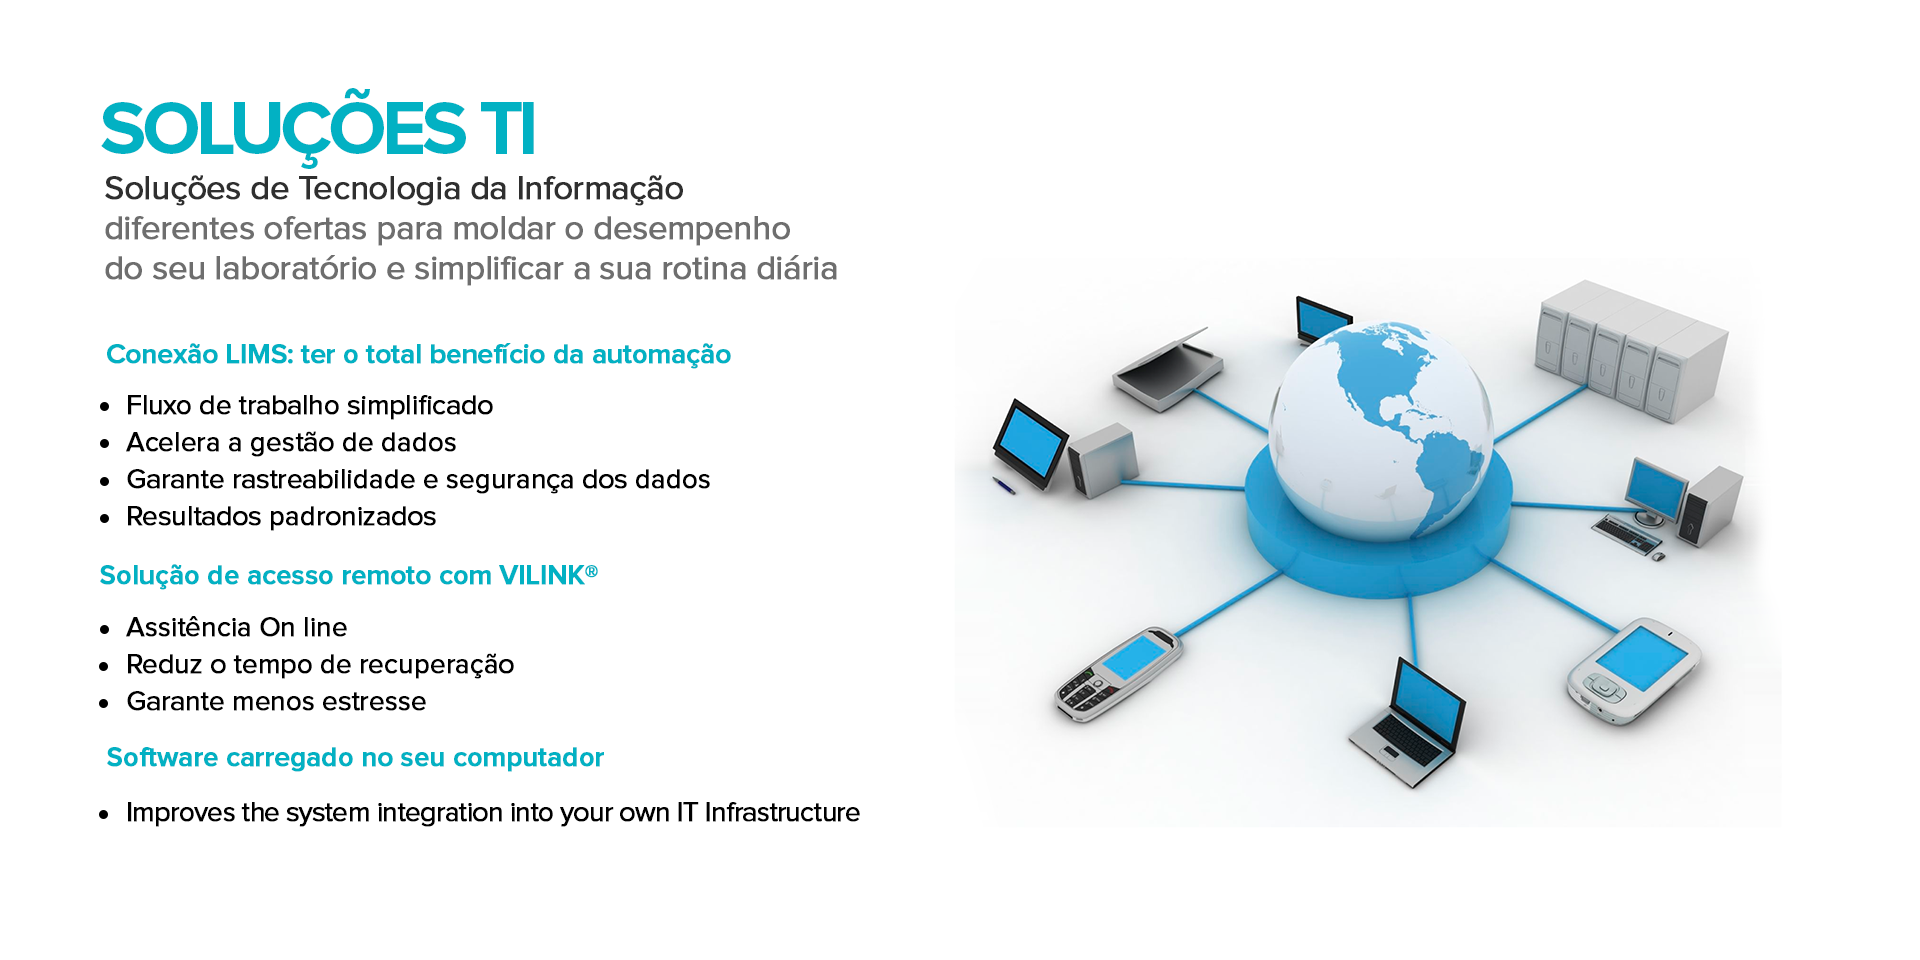 SOLUÇÕES TI
Soluções de Tecnologia da Informação
diferentes ofertas para moldar o desempenho
do seu laboratório e simplificar a sua rotina diária
Conexão LIMS: ter o total benefício da automação
• Fluxo de trabalho simplificado
• Acelera a gestão de dados
• Garante rastreabilidade e segurança dos dados
• Resultados padronizados
Solução de acesso remoto com VILINK®
• Assitência On line
• Reduz o tempo de recuperação
• Garante menos estresse
Software carregado no seu computador
• Improves the system integration into your own IT Infrastructure